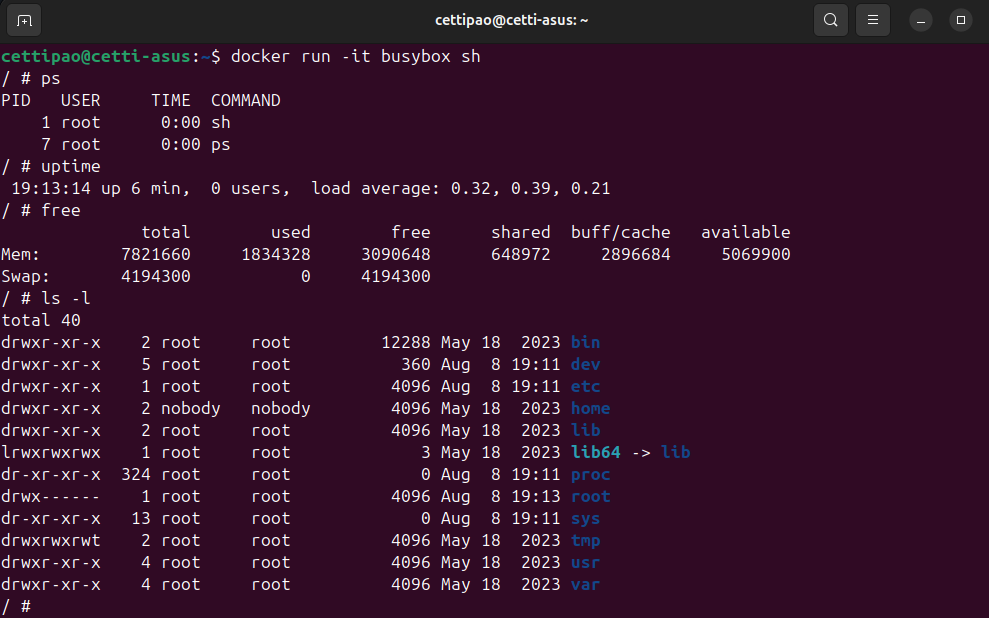 cettipao@cetti-asus: ~
cettipao@cetti-asus:~$ docker run -it busybox sh
/ # ps
PID   USER     TIME  COMMAND
    1 root      0:00 sh
    7 root      0:00 ps
/ # uptime
 19:13:14 up 6 min,  0 users,  load average: 0.32, 0.39, 0.21
/ # free
              total        used        free      shared  buff/cache   available
Mem:        7821660     1834328     3090648      648972     2896684     5069900
Swap:       4194300           0     4194300
/ # ls -l
total 40
drwxr-xr-x    2 root     root         12288 May 18  2023 bin
drwxr-xr-x    5 root     root           360 Aug  8 19:11 dev
drwxr-xr-x    1 root     root          4096 Aug  8 19:11 etc
drwxr-xr-x    2 nobody   nobody        4096 May 18  2023 home
drwxr-xr-x    2 root     root          4096 May 18  2023 lib
lrwxrwxrwx    1 root     root             3 May 18  2023 lib64 -> lib
dr-xr-xr-x  324 root     root             0 Aug  8 19:11 proc
drwx------    1 root     root          4096 Aug  8 19:13 root
dr-xr-xr-x   13 root     root             0 Aug  8 19:11 sys
drwxrwxrwt    2 root     root          4096 May 18  2023 tmp
drwxr-xr-x    4 root     root          4096 May 18  2023 usr
drwxr-xr-x    4 root     root          4096 May 18  2023 var
/ #